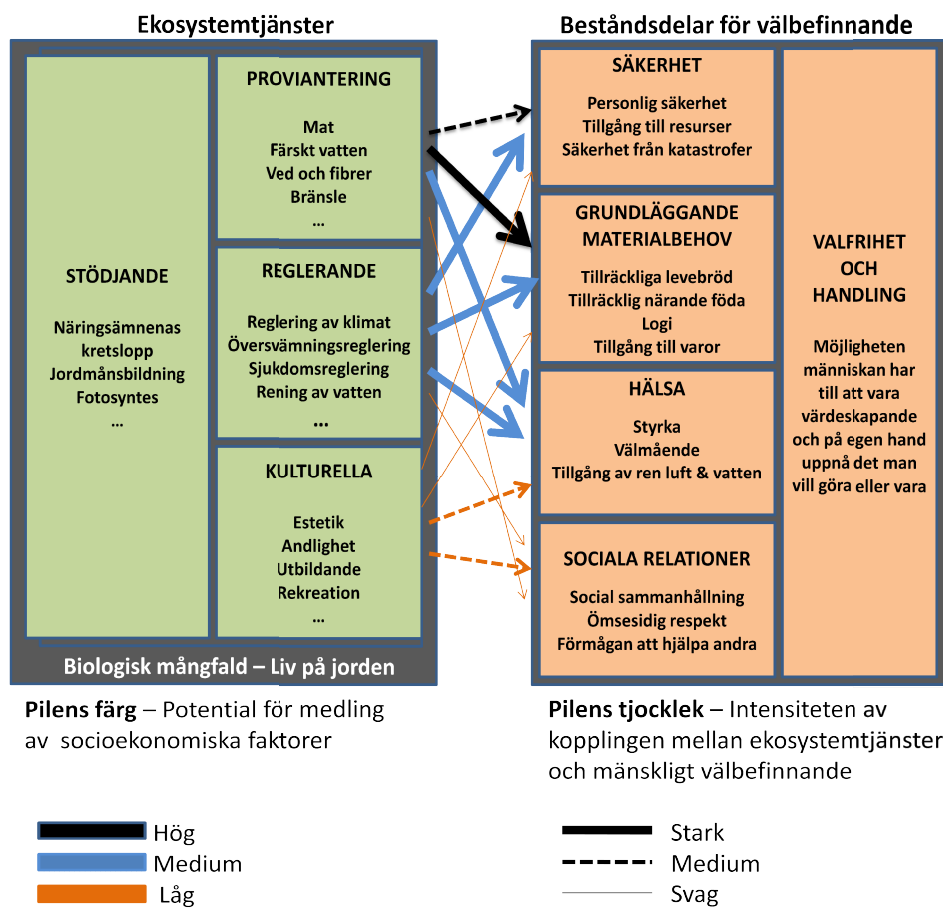 Ekosystemtjänster
STÖDJANDE
Näringsämnenas
kretslopp
Jordmånsbildning
Fotosyntes
...
PROVIANTERING
Mat
Färskt vatten
Ved och fibrer
Bränsle
...
REGLERANDE
Reglering av klimat
Översvämningsreglering
Sjukdomsreglering
Rening av vatten
...
KULTURELLA
Estetik
Andlighet
Utbildande
Rekreation
...
Biologisk mångfald – Liv på jorden
Beståndsdelar för välbefinnande
SÄKERHET
Personlig säkerhet
Tillgång till resurser
Säkerhet från katastrofer
GRUNDLÄGGANDE
MATERIALBEHOV
Tillräckliga levebröd
Tillräcklig närande föda
Logi
Tillgång till varor
HÄLSA
Styrka
Välmående
Tillgång av ren luft & vatten
SOCIALA RELATIONER
Social sammanhållning
Ömsesidig respekt
Förmågan att hjälpa andra
VALFRIHET
OCH
HANDLING
Möjligheten
människan har
till att vara
värdeskapande
och på egen hand
uppnå det man
vill göra eller vara
Pilens färg – Potential för medling
av socioekonomiska faktorer
Hög
Medium
Låg
Pilens tjocklek – Intensiteten av
kopplingen mellan ekosystemtjänster
och mänskligt välbefinnande
Stark
Medium
Svag